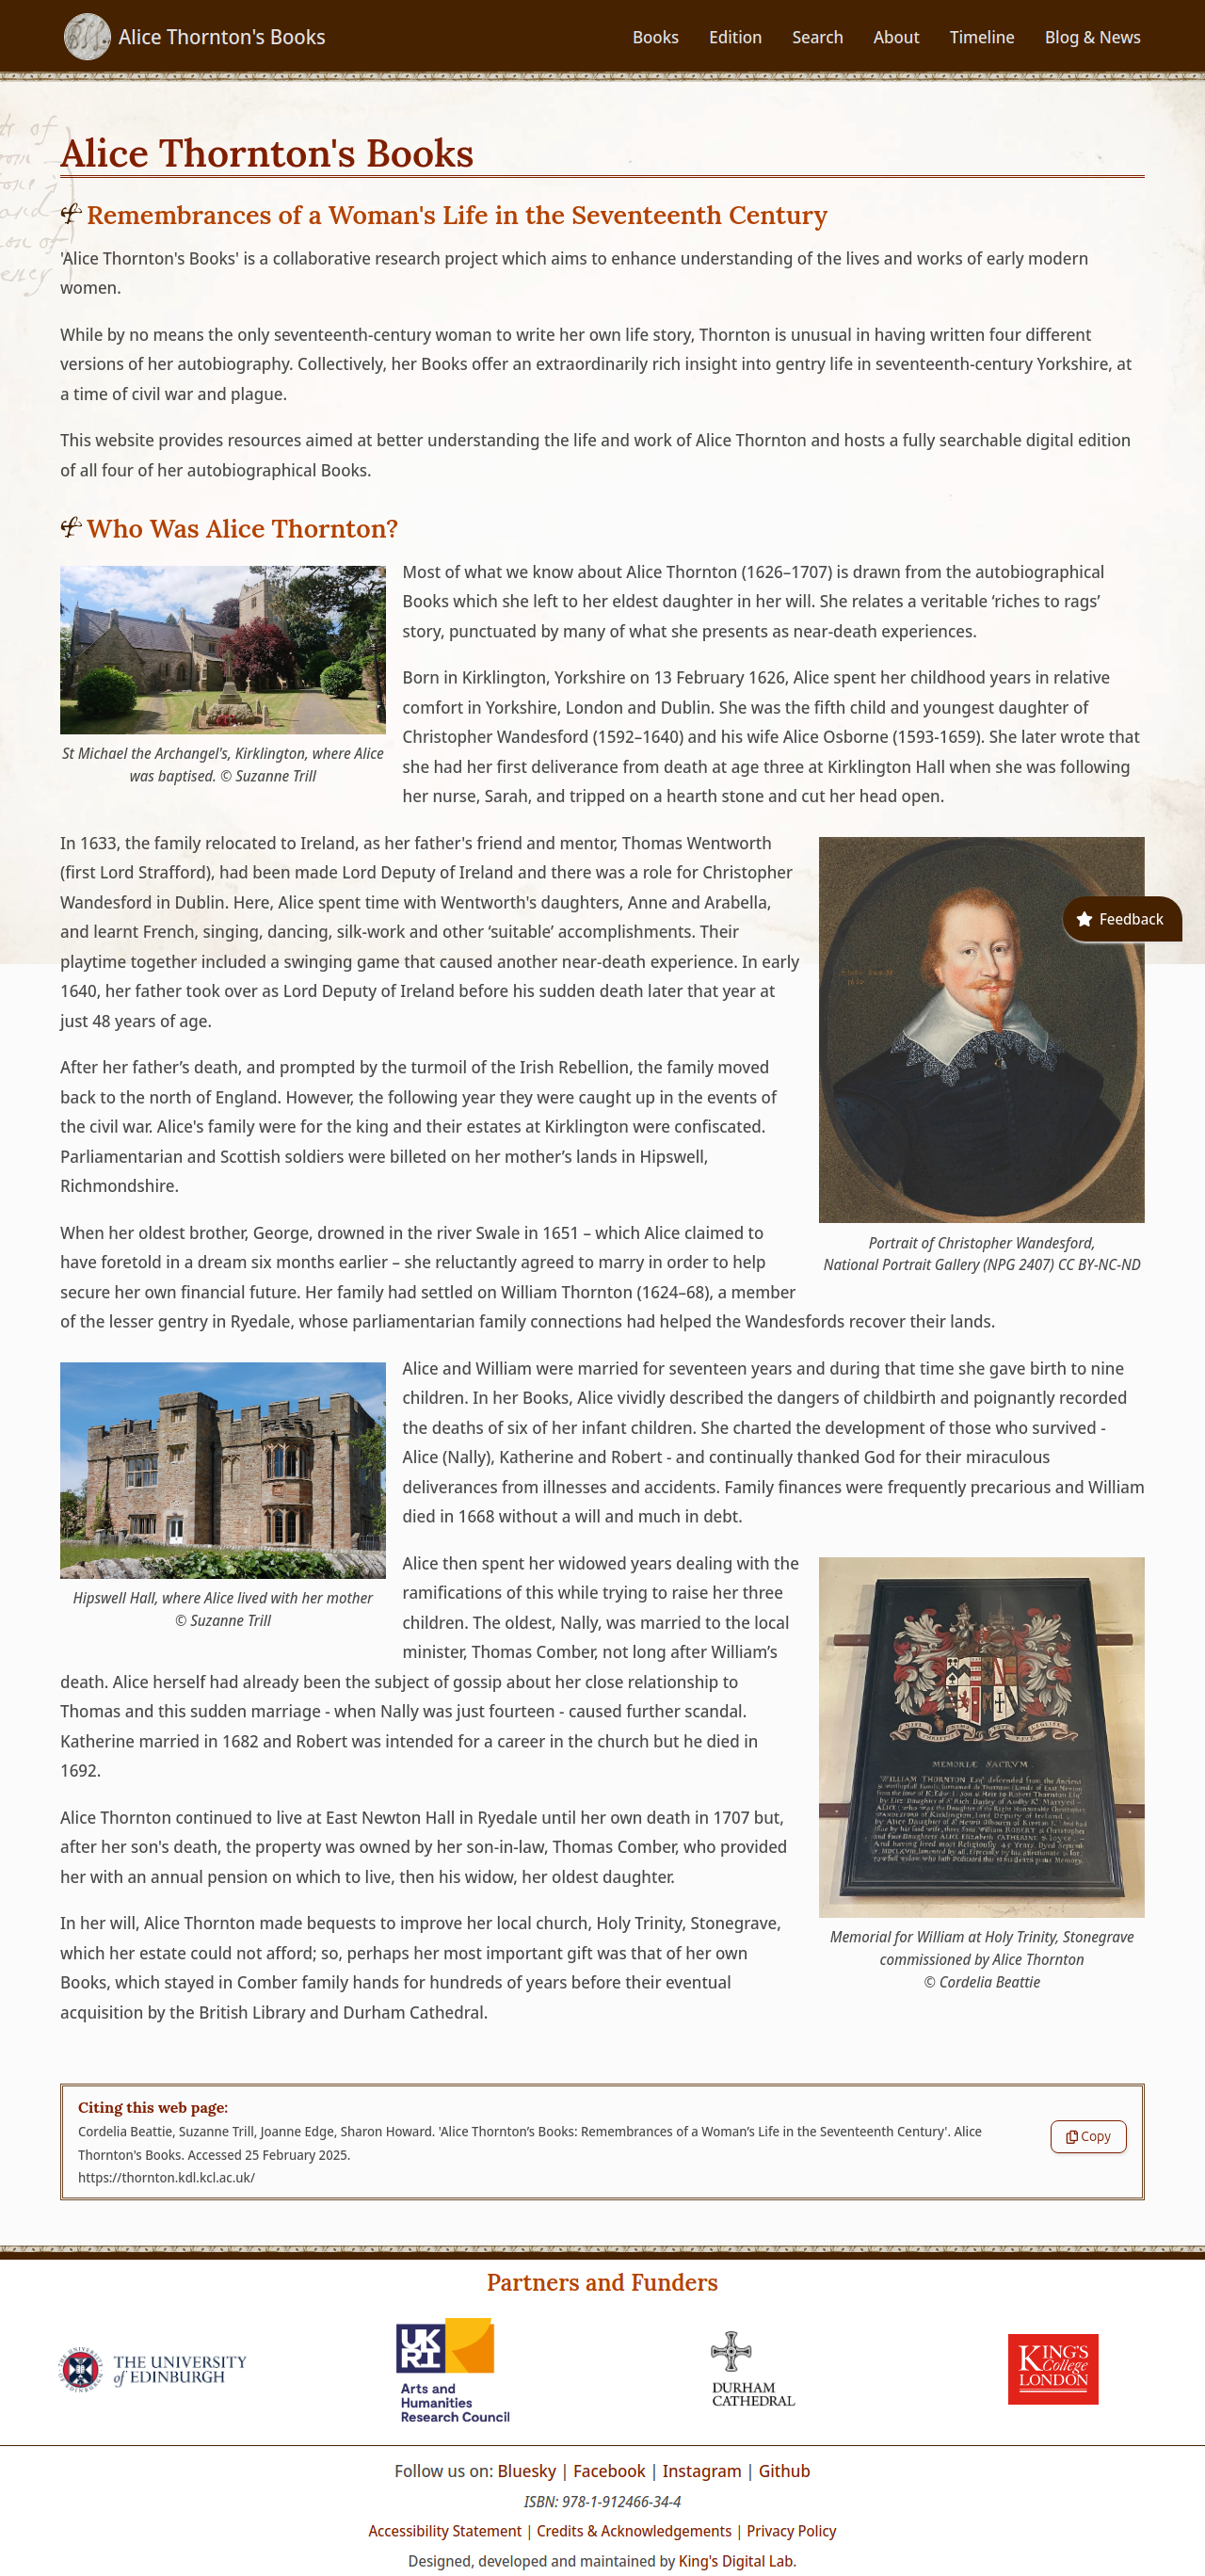 Alice Thornton's Books
Books Edition Search About Timeline Blog & News
Alice Thornton's Books
Remembrances of a Woman's Life in the Seventeenth Century
'Alice Thornton's Books' is a collaborative research project which aims to enhance understanding of the lives and works of early modern
women.
While by no means the only seventeenth-century woman to write her own life story, Thornton is unusual in having written four different
versions of her autobiography. Collectively, her Books offer an extraordinarily rich insight into gentry life in seventeenth-century Yorkshire, at
a time of civil war and plague.
This website provides resources aimed at better understanding the life and work of Alice Thornton and hosts a fully searchable digital edition
of all four of her autobiographical Books.
Who Was Alice Thornton?
Most of what we know about Alice Thornton (1626–1707) is drawn from the autobiographical
Books which she left to her eldest daughter in her will. She relates a veritable ‘riches to rags’
story, punctuated by many of what she presents as near-death experiences.
St Michael the Archangel's, Kirklington, where Alice
was baptised. © Suzanne Trill
Born in Kirklington, Yorkshire on 13 February 1626, Alice spent her childhood years in relative
comfort in Yorkshire, London and Dublin. She was the fifth child and youngest daughter of
Christopher Wandesford (1592–1640) and his wife Alice Osborne (1593-1659). She later wrote that
she had her first deliverance from death at age three at Kirklington Hall when she was following
her nurse, Sarah, and tripped on a hearth stone and cut her head open.
In 1633, the family relocated to Ireland, as her father's friend and mentor, Thomas Wentworth
(first Lord Strafford), had been made Lord Deputy of Ireland and there was a role for Christopher
Wandesford in Dublin. Here, Alice spent time with Wentworth's daughters, Anne and Arabella,
and learnt French, singing, dancing, silk-work and other ‘suitable’ accomplishments. Their
playtime together included a swinging game that caused another near-death experience. In early
1640, her father took over as Lord Deputy of Ireland before his sudden death later that year at
just 48 years of age.
Feedback
After her father’s death, and prompted by the turmoil of the Irish Rebellion, the family moved
back to the north of England. However, the following year they were caught up in the events of
the civil war. Alice's family were for the king and their estates at Kirklington were confiscated.
Parliamentarian and Scottish soldiers were billeted on her mother’s lands in Hipswell,
Richmondshire.
Portrait of Christopher Wandesford,
National Portrait Gallery (NPG 2407) CC BY-NC-ND
When her oldest brother, George, drowned in the river Swale in 1651 – which Alice claimed to
have foretold in a dream six months earlier – she reluctantly agreed to marry in order to help
secure her own financial future. Her family had settled on William Thornton (1624–68), a member
of the lesser gentry in Ryedale, whose parliamentarian family connections had helped the Wandesfords recover their lands.
Alice and William were married for seventeen years and during that time she gave birth to nine
children. In her Books, Alice vividly described the dangers of childbirth and poignantly recorded
the deaths of six of her infant children. She charted the development of those who survived -
Alice (Nally), Katherine and Robert - and continually thanked God for their miraculous
deliverances from illnesses and accidents. Family finances were frequently precarious and William
died in 1668 without a will and much in debt.
Hipswell Hall, where Alice lived with her mother
© Suzanne Trill
Alice then spent her widowed years dealing with the
ramifications of this while trying to raise her three
children. The oldest, Nally, was married to the local
minister, Thomas Comber, not long after William’s
death. Alice herself had already been the subject of gossip about her close relationship to
Thomas and this sudden marriage - when Nally was just fourteen - caused further scandal.
Katherine married in 1682 and Robert was intended for a career in the church but he died in
1692.
MEMORIÆ SACRVM
Alice Thornton continued to live at East Newton Hall in Ryedale until her own death in 1707 but,
after her son's death, the property was owned by her son-in-law, Thomas Comber, who provided
her with an annual pension on which to live, then his widow, her oldest daughter.
In her will, Alice Thornton made bequests to improve her local church, Holy Trinity, Stonegrave,
which her estate could not afford; so, perhaps her most important gift was that of her own
Books, which stayed in Comber family hands for hundreds of years before their eventual
acquisition by the British Library and Durham Cathedral.
Memorial for William at Holy Trinity, Stonegrave
commissioned by Alice Thornton
© Cordelia Beattie
Citing this web page:
Cordelia Beattie, Suzanne Trill, Joanne Edge, Sharon Howard. 'Alice Thornton’s Books: Remembrances of a Woman’s Life in the Seventeenth Century'. Alice
Thornton's Books. Accessed 25 February 2025.
https://thornton.kdl.kcl.ac.uk/
Copy
Partners and Funders
THE UNIVERSITY
of EDINBURGH
UK
RI
Arts and
Humanities
Research Council
DURHAM
CATHEDRAL
KING'S
College
LONDON
Follow us on: Bluesky | Facebook | Instagram | Github
ISBN: 978-1-912466-34-4
Accessibility Statement | Credits & Acknowledgements | Privacy Policy
Designed, developed and maintained by King's Digital Lab.